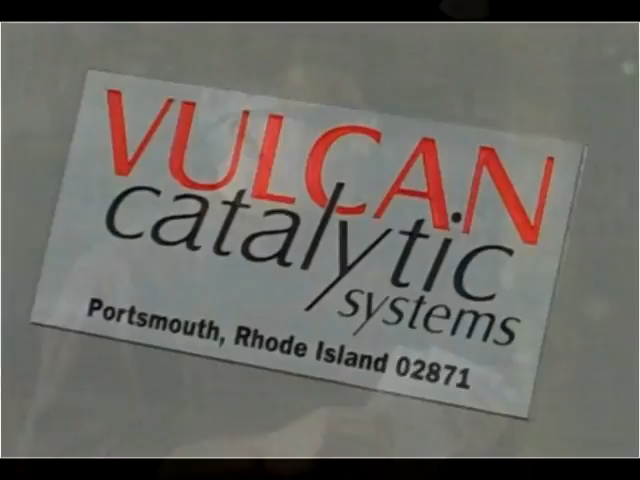 VULCAN
catalytic
systems
Portsmouth, Rhode Island 02871